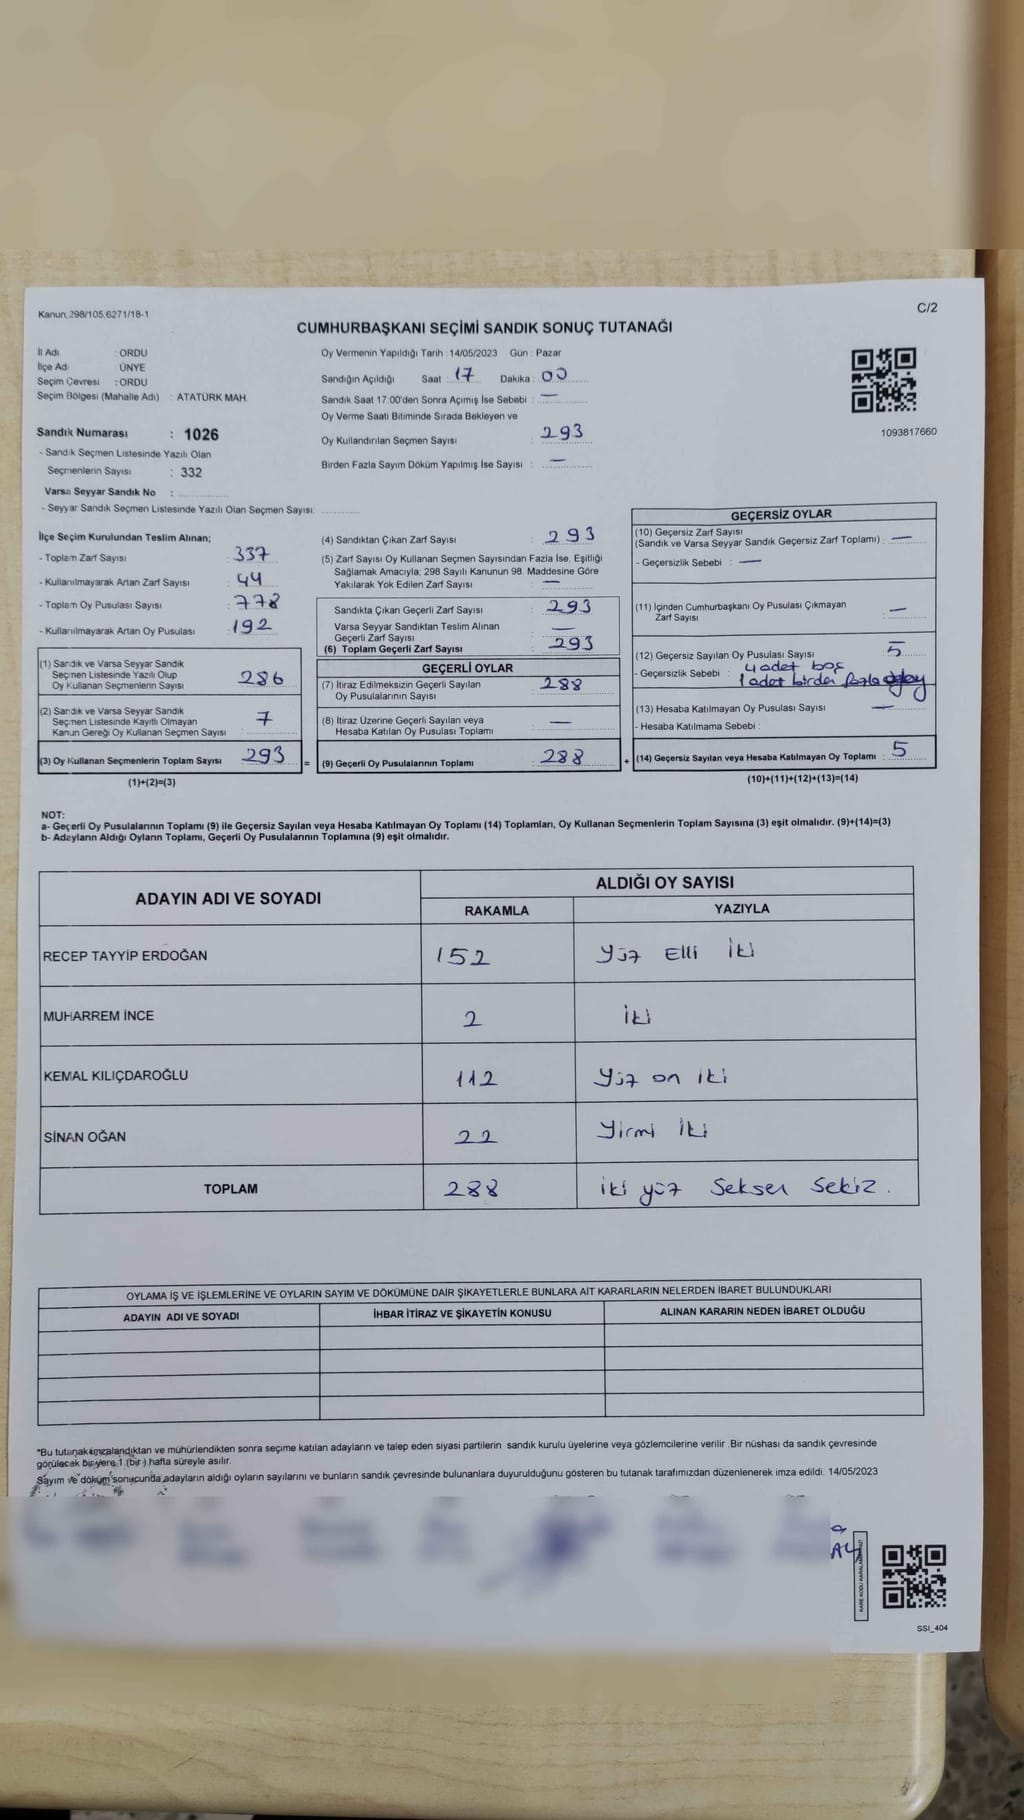 Kanun, 298/105,6271/18-1
C/2
CUMHURBAŞKANI SEÇİMİ SANDIK SONUÇ TUTANAĞI
İl Adı : ORDU
İlçe Adı : ÜNYE
Seçim Çevresi : ORDU
Seçim Bölgesi (Mahalle Adı) : ATATÜRK MAH.
Sandık Numarası : 1026
- Sandık Seçmen Listesinde Yazılı Olan
Seçmenlerin Sayısı : 332
Varsa Seyyar Sandık No :
- Seyyar Sandık Seçmen Listesinde Yazılı Olan Seçmen Sayısı:
Oy Vermenin Yapıldığı Tarih : 14/05/2023 Gün : Pazar
Sandığın Açıldığı Saat : 17 Dakika : 00
Sandık Saat 17:00'den Sonra Açımış İse Sebebi : —
Oy Verme Saati Bitiminde Sırada Bekleyen ve
Oy Kullandırılan Seçmen Sayısı : 293
Birden Fazla Sayım Döküm Yapılmış İse Sayısı : —
1093817660
İlçe Seçim Kurulundan Teslim Alınan;
- Toplam Zarf Sayısı : 337
- Kullanılmayarak Artan Zarf Sayısı : 44
- Toplam Oy Pusulası Sayısı : 778
- Kullanılmayarak Artan Oy Pusulası : 192
(1) Sandık ve Varsa Seyyar Sandık
Seçmen Listesinde Yazılı Olup
Oy Kullanan Seçmenlerin Sayısı : 286
(2) Sandık ve Varsa Seyyar Sandık
Seçmen Listesinde Kayıtlı Olmayan
Kanun Gereği Oy Kullanan Seçmen Sayısı : 7
(3) Oy Kullanan Seçmenlerin Toplam Sayısı : 293
(1)+(2)=(3)
(4) Sandıktan Çıkan Zarf Sayısı : 293
(5) Zarf Sayısı Oy Kullanan Seçmen Sayısından Fazla İse, Eşitliği
Sağlamak Amacıyla; 298 Sayılı Kanunun 98. Maddesine Göre
Yakılarak Yok Edilen Zarf Sayısı : —
Sandıkta Çıkan Geçerli Zarf Sayısı : 293
Varsa Seyyar Sandıktan Teslim Alınan
Geçerli Zarf Sayısı : —
(6) Toplam Geçerli Zarf Sayısı : 293
GEÇERLİ OYLAR
(7) İtiraz Edilmeksizin Geçerli Sayılan
Oy Pusulalarının Sayısı : 288
(8) İtiraz Üzerine Geçerli Sayılan veya
Hesaba Katılan Oy Pusulası Toplamı : —
= (9) Geçerli Oy Pusulalarının Toplamı : 288
GEÇERSİZ OYLAR
(10) Geçersiz Zarf Sayısı
(Sandık ve Varsa Seyyar Sandık Geçersiz Zarf Toplamı) : —
- Geçersizlik Sebebi : —
(11) İçinden Cumhurbaşkanı Oy Pusulası Çıkmayan
Zarf Sayısı : —
(12) Geçersiz Sayılan Oy Pusulası Sayısı : 5
- Geçersizlik Sebebi : 4 adet boş
1 adet birden fazla oy
(13) Hesaba Katılmayan Oy Pusulası Sayısı : —
- Hesaba Katılmama Sebebi :
+ (14) Geçersiz Sayılan veya Hesaba Katılmayan Oy Toplamı : 5
(10)+(11)+(12)+(13)=(14)
NOT:
a- Geçerli Oy Pusulalarının Toplamı (9) ile Geçersiz Sayılan veya Hesaba Katılmayan Oy Toplamı (14) Toplamları, Oy Kullanan Seçmenlerin Toplam Sayısına (3) eşit olmalıdır. (9)+(14)=(3)
b- Adayların Aldığı Oyların Toplamı, Geçerli Oy Pusulalarının Toplamına (9) eşit olmalıdır.
ADAYIN ADI VE SOYADI ALDIĞI OY SAYISI
RAKAMLA YAZIYLA
RECEP TAYYİP ERDOĞAN 152 Yüz Elli iki
MUHARREM İNCE 2 iki
KEMAL KILIÇDAROĞLU 112 Yüz on iki
SİNAN OĞAN 22 Yirmi iki
TOPLAM 288 iki yüz Seksen Sekiz.
OYLAMA İŞ VE İŞLEMLERİNE VE OYLARIN SAYIM VE DÖKÜMÜNE DAİR ŞİKAYETLERLE BUNLARA AİT KARARLARIN NELERDEN İBARET BULUNDUKLARI
ADAYIN ADI VE SOYADI İHBAR İTİRAZ VE ŞİKAYETİN KONUSU ALINAN KARARIN NEDEN İBARET OLDUĞU
*Bu tutanak imzalandıktan ve mühürlendikten sonra seçime katılan adayların ve talep eden siyasi partilerin sandık kurulu üyelerine veya gözlemcilerine verilir. Bir nüshası da sandık çevresinde
görülecek bir yere 1 (bir) hafta süreyle asılır.
Sayım ve döküm sonucunda adayların aldığı oyların sayılarını ve bunların sandık çevresinde bulunanlara duyurulduğunu gösteren bu tutanak tarafımızdan düzenlenerek imza edildi. 14/05/2023
SSI_404